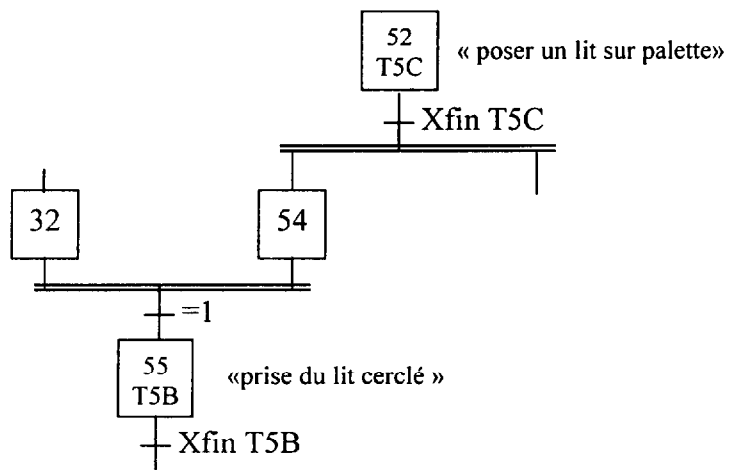 52
T5C
« poser un lit sur palette»
Xfin T5C
32
54
=1
55
T5B
«prise du lit cerclé »
Xfin T5B